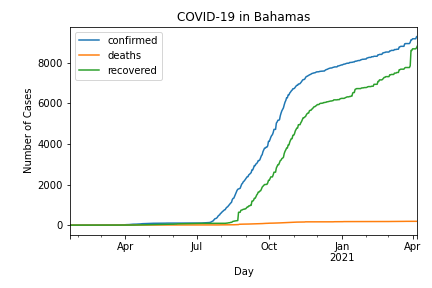 COVID-19 in Bahamas
confirmed
deaths
recovered
Number of Cases
8000
6000
4000
2000
0
Apr
Jul
Oct
Jan
2021
Apr
Day